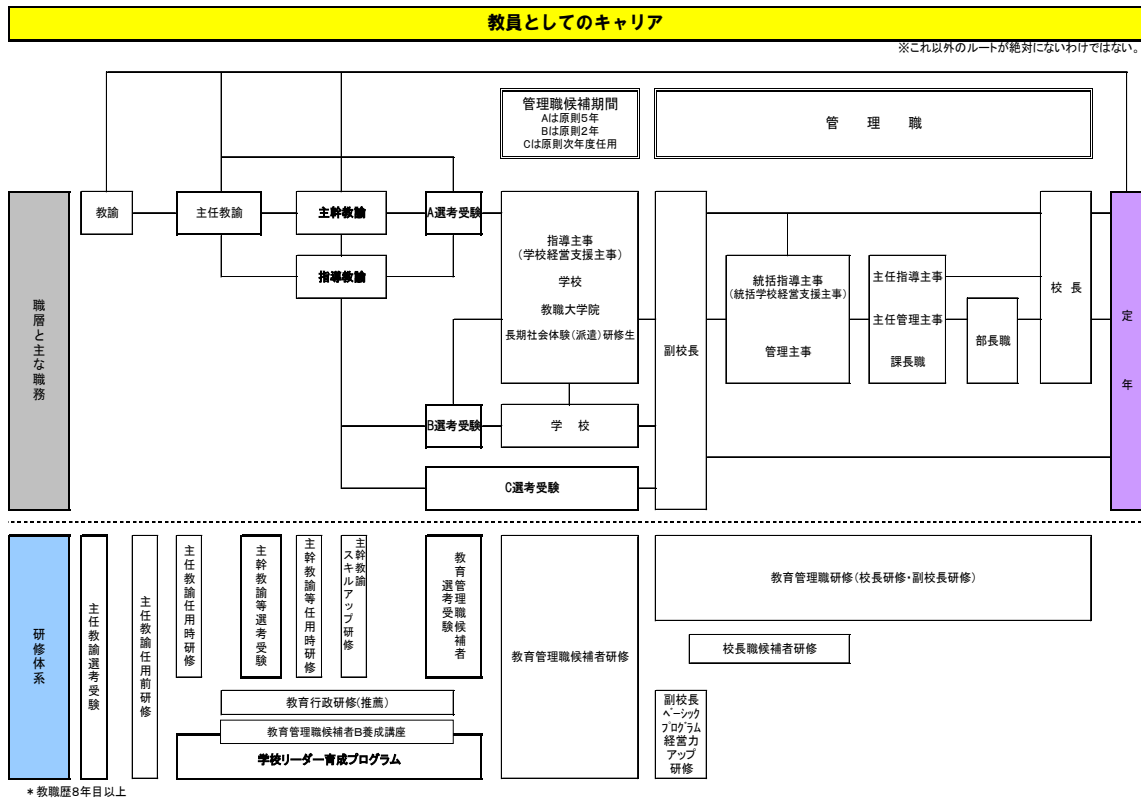 教員としてのキャリア
※これ以外のルートが絶対にないわけではない。
管理職候補期間
Aは原則5年
Bは原則2年
Cは原則次年度任用
管理職
職層と主な職務
教諭
主任教諭
主幹教諭
指導教諭
A選考受験
B選考受験
C選考受験
指導主事
(学校経営支援主事)
学校
教職大学院
長期社会体験(派遣)研修生
学校
副校長
統括指導主事
(統括学校経営支援主事)
管理主事
主任指導主事
主任管理主事
課長職
部長職
校長
定年
研修体系
主任教諭選考受験
主任教諭任用前研修
主任教諭任用時研修
主幹教諭等選考受験
主幹教諭等任用時研修
主幹教諭
スキルアップ研修
教育管理職候補者
選考受験
教育行政研修(推薦)
教育管理職候補者B養成講座
学校リーダー育成プログラム
教育管理職候補者研修
教育管理職研修(校長研修・副校長研修)
校長職候補者研修
副校長
ベーシック
プログラム
経営力
アップ
研修
*教職歴8年目以上